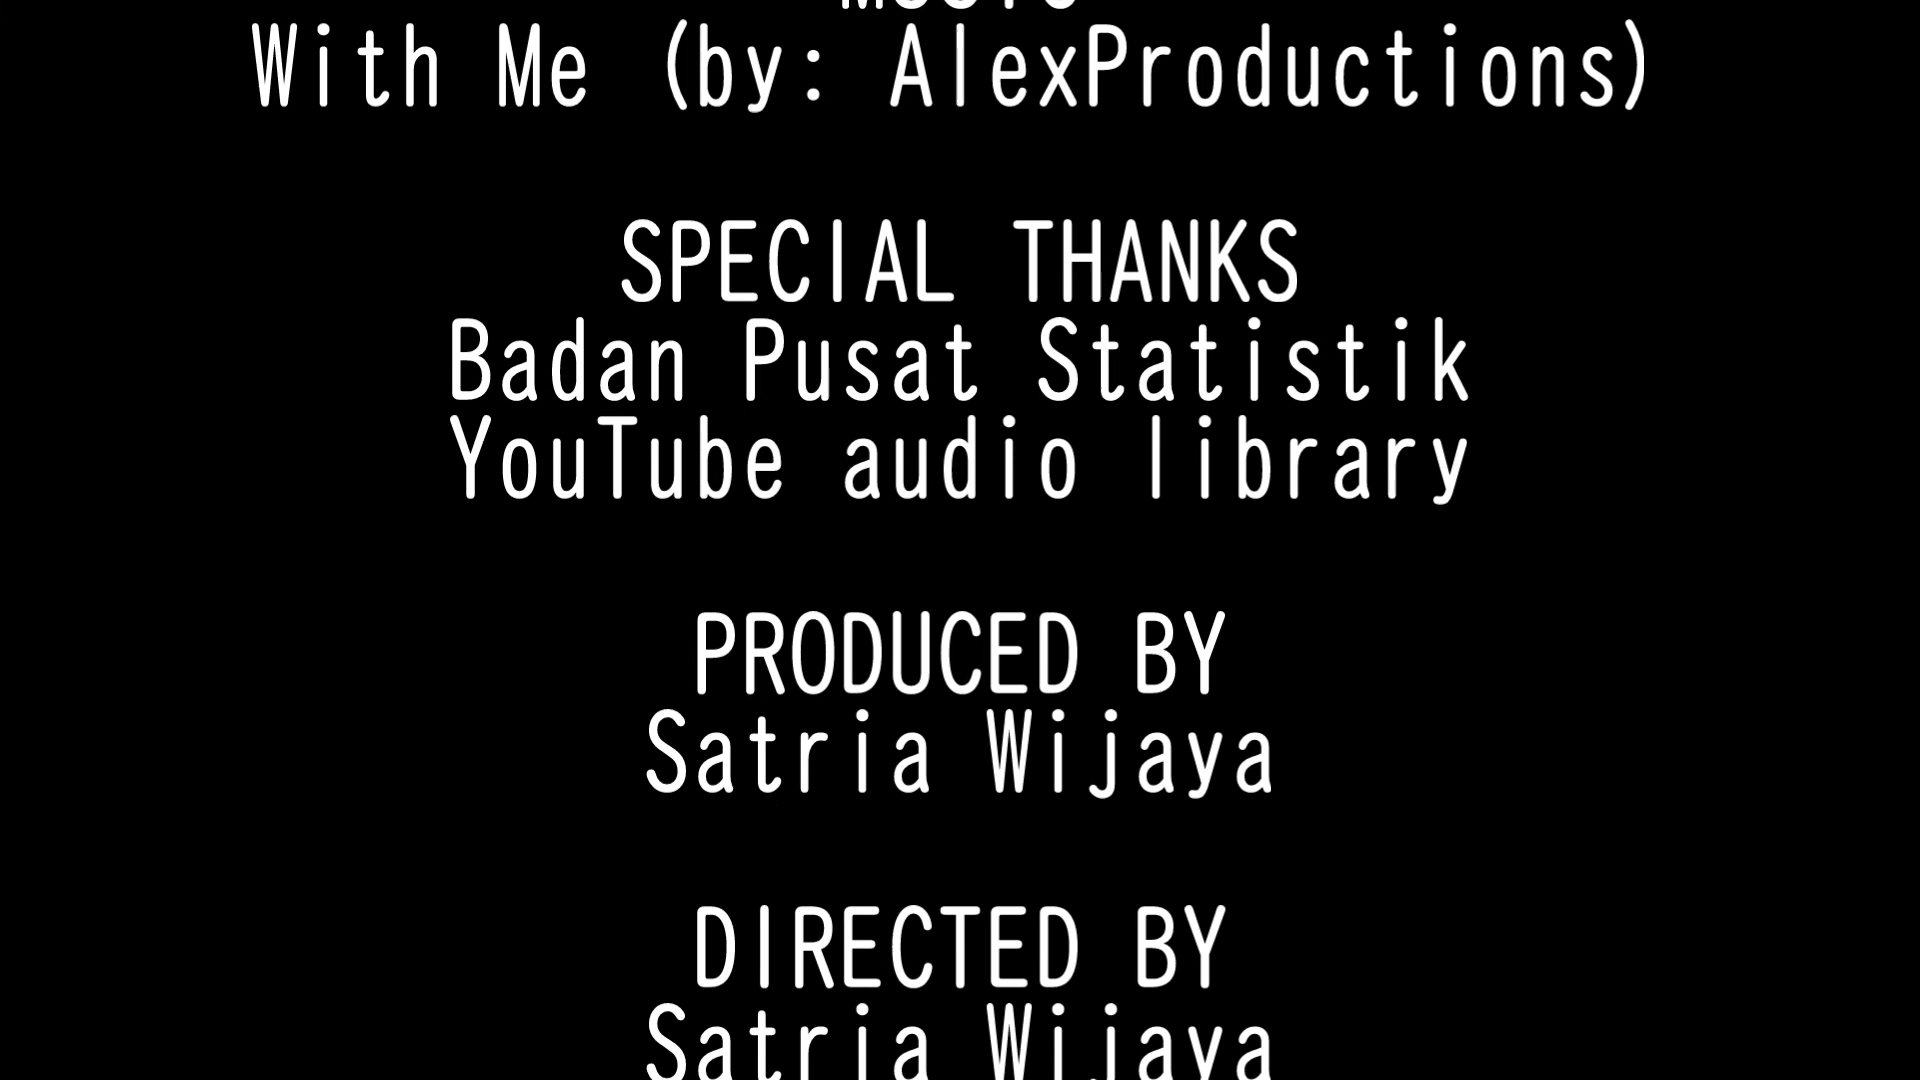 With Me (by: AlexProductions)
SPECIAL THANKS
Badan Pusat Statistik
YouTube audio library
PRODUCED BY
Satria Wijaya
DIRECTED BY
Satria Wijaya